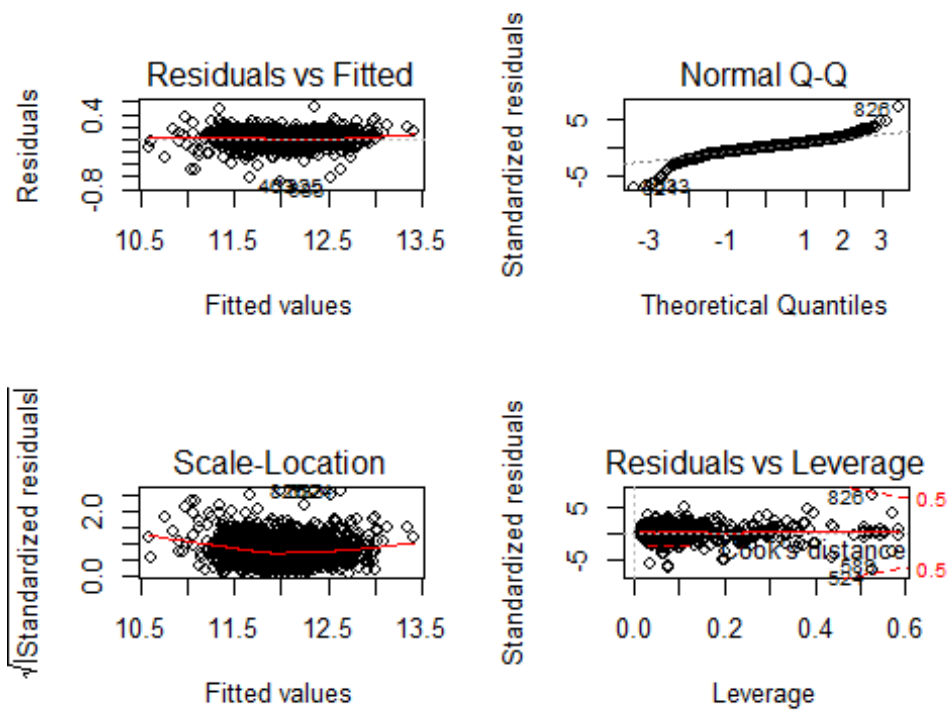 Residuals vs Fitted
Residuals
0.4
-0.8
10.5 11.5 12.5 13.5
Fitted values
Normal Q-Q
Standardized residuals
5
-5
826
-3 -1 1 2 3
Theoretical Quantiles
Scale-Location
√|Standardized residuals|
2.0
0.0
10.5 11.5 12.5 13.5
Fitted values
Residuals vs Leverage
Standardized residuals
5
-5
826
0.5
Cook's distance
0.5
524
0.0 0.2 0.4 0.6
Leverage